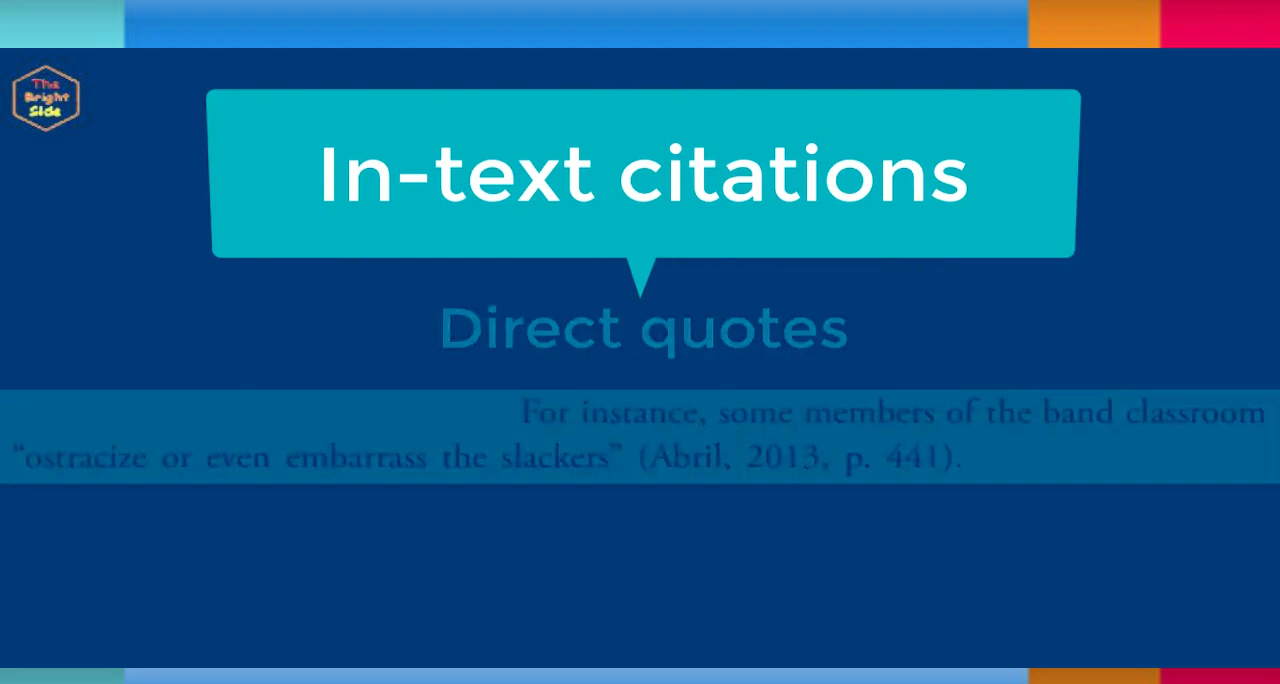 The
Bright
Side
In-text citations
Direct quotes
For instance, some members of the band classroom
“ostracize or even embarrass the slackers” (Abril, 2013, p. 441).